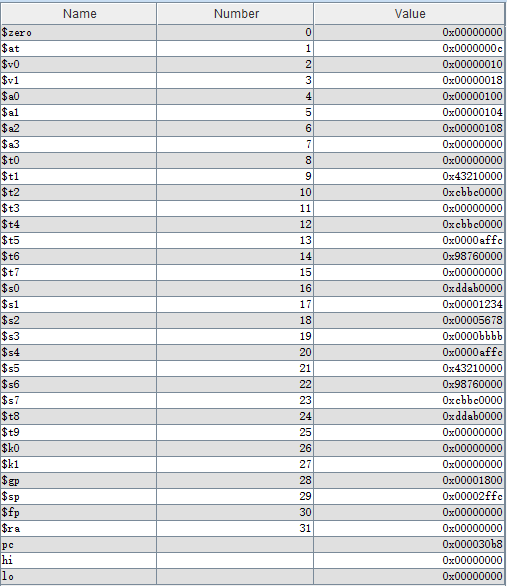 Name Number Value
$zero 0 0x00000000
$at 1 0x0000000c
$v0 2 0x00000010
$v1 3 0x00000018
$a0 4 0x00000100
$a1 5 0x00000104
$a2 6 0x00000108
$a3 7 0x00000000
$t0 8 0x00000000
$t1 9 0x43210000
$t2 10 0xcbbc0000
$t3 11 0x00000000
$t4 12 0xcbbc0000
$t5 13 0x0000affc
$t6 14 0x98760000
$t7 15 0x00000000
$s0 16 0xddab0000
$s1 17 0x00001234
$s2 18 0x00005678
$s3 19 0x0000bbbb
$s4 20 0x0000affc
$s5 21 0x43210000
$s6 22 0x98760000
$s7 23 0xcbbc0000
$t8 24 0xddab0000
$t9 25 0x00000000
$k0 26 0x00000000
$k1 27 0x00000000
$gp 28 0x00001800
$sp 29 0x00002ffc
$fp 30 0x00000000
$ra 31 0x00000000
pc 0x000030b8
hi 0x00000000
lo 0x00000000